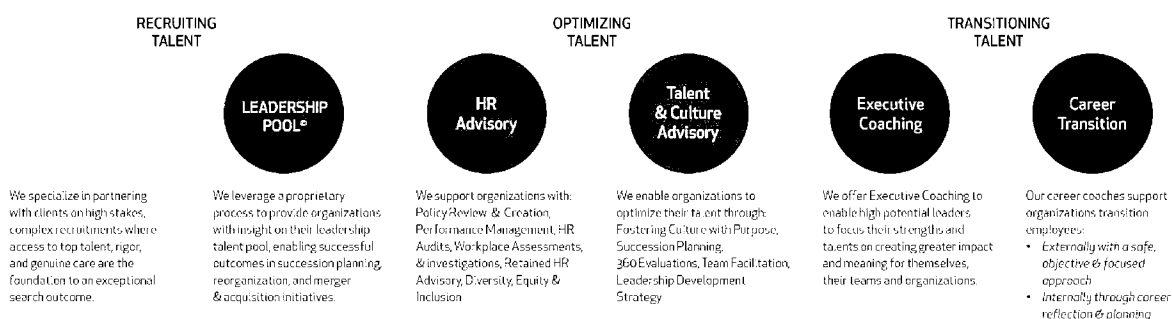 RECRUITING
TALENT
OPTIMIZING
TALENT
TRANSITIONING
TALENT
LEADERSHIP
POOL©
HR
Advisory
Talent
& Culture
Advisory
Executive
Coaching
Career
Transition
We specialize in partnering
with clients on high stakes,
complex recruitments where
access to top talent, rigor,
and genuine care are the
foundation to an exceptional
search outcome.
We leverage a proprietary
process to provide organizations
with insight on their leadership
talent pool, enabling successful
outcomes in succession planning,
reorganization, and merger
& acquisition initiatives.
We support organizations with:
Policy Review & Creation,
Performance Management, HR
Audits, Workplace Assessments,
& investigations, Retained HR
Advisory, Diversity, Equity &
Inclusion
We enable organizations to
optimize their talent through:
Fostering Culture with Purpose,
Succession Planning,
360 Evaluations, Team Facilitation,
Leadership Development
Strategy
We offer Executive Coaching to
enable high potential leaders
to focus their strengths and
talents on creating greater impact
and meaning for themselves,
their teams and organizations.
Our career coaches support
organizations transition
employees:
• Externally with a safe,
objective & focused
approach
• Internally through career
reflection & planning